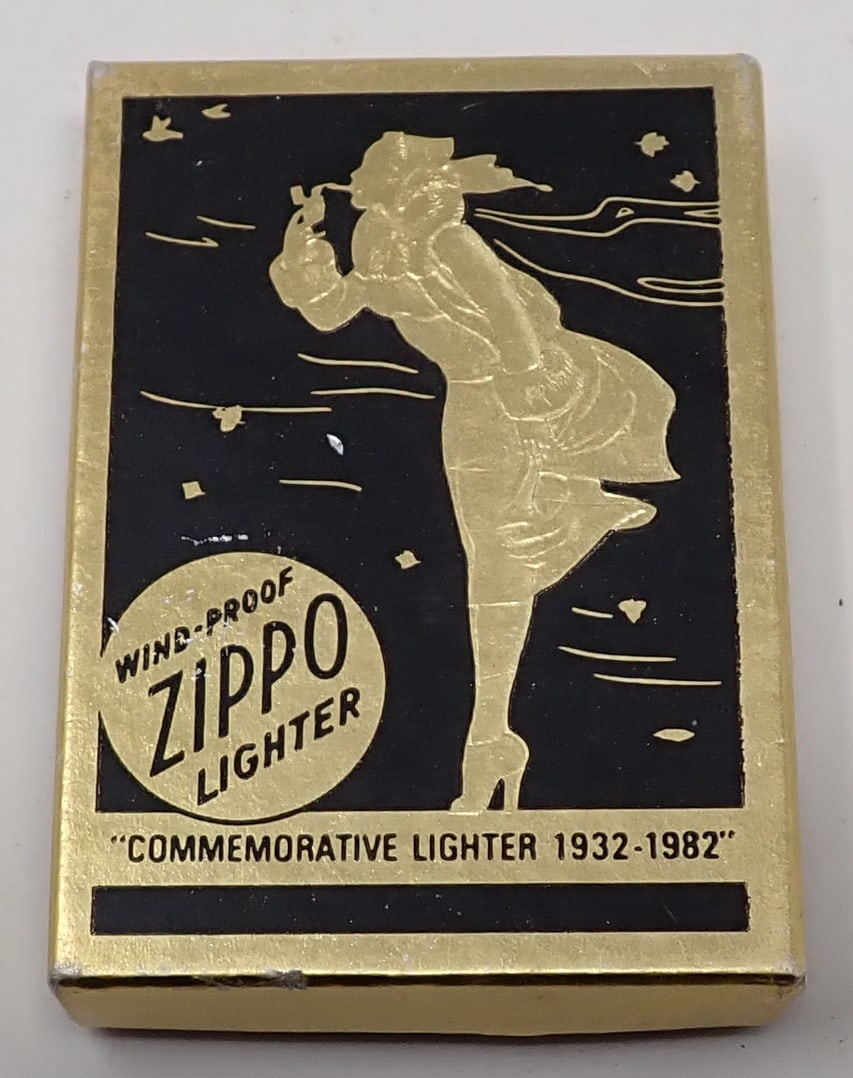 WIND-PROOF
ZIPPO
LIGHTER
"COMMEMORATIVE LIGHTER 1932-1982"